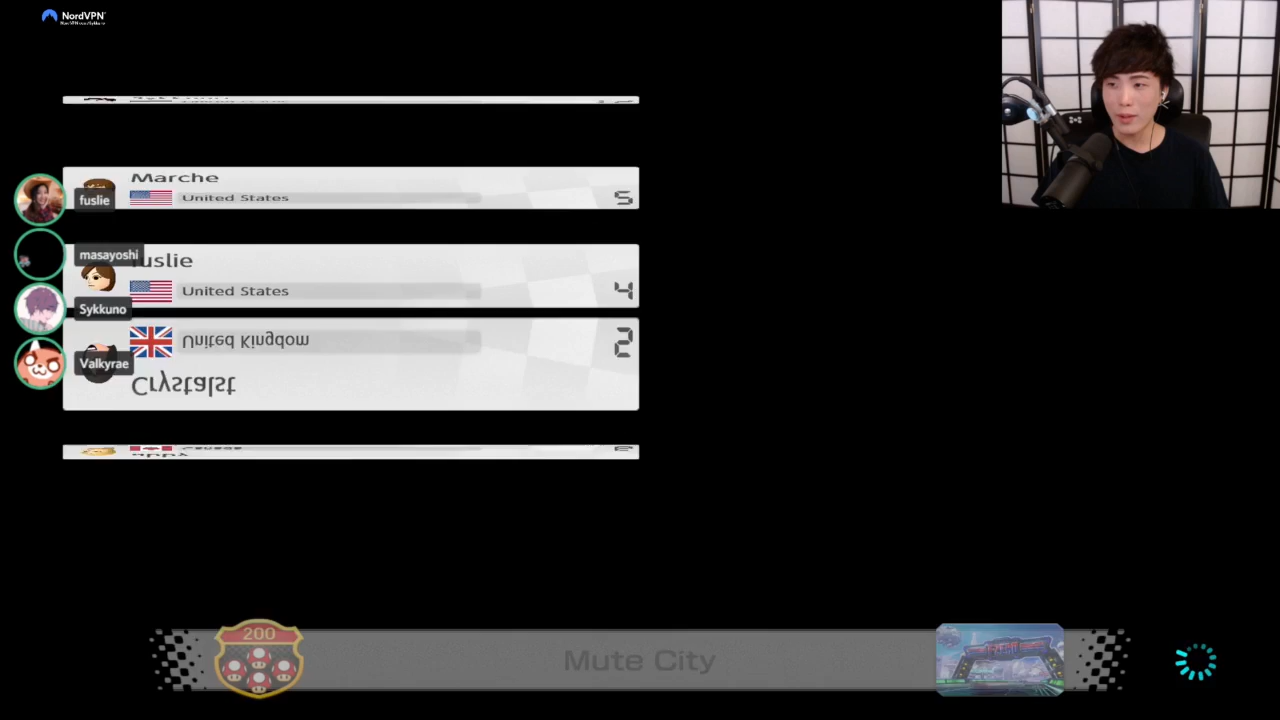 NordVPN
Marche
United States
5
fuslie
fuslie
United States
4
masayoshi
Sykkuno
United Kingdom
2
Crystalst
Valkyrae
200
Mute City